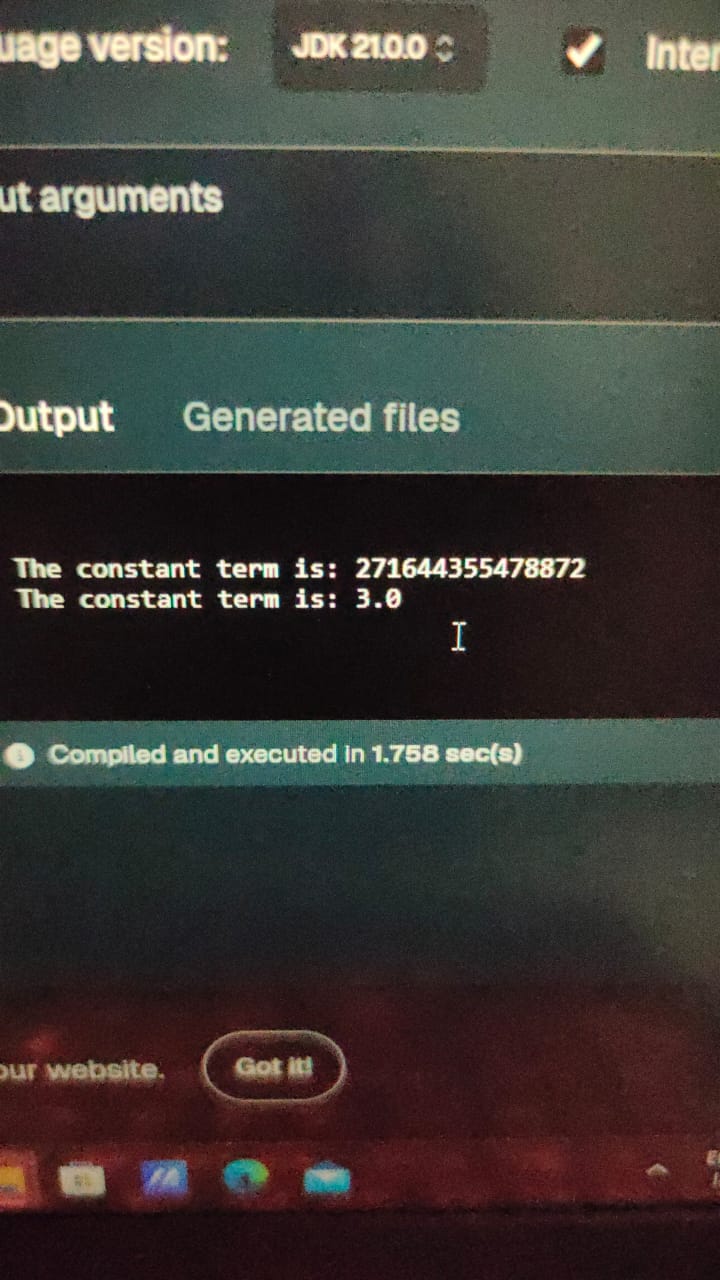 uage version: JDK 21.0.0 Inter
ut arguments
Output Generated files
The constant term is: 271644355478872
The constant term is: 3.0
Compiled and executed in 1.758 sec(s)
our website. Got it!